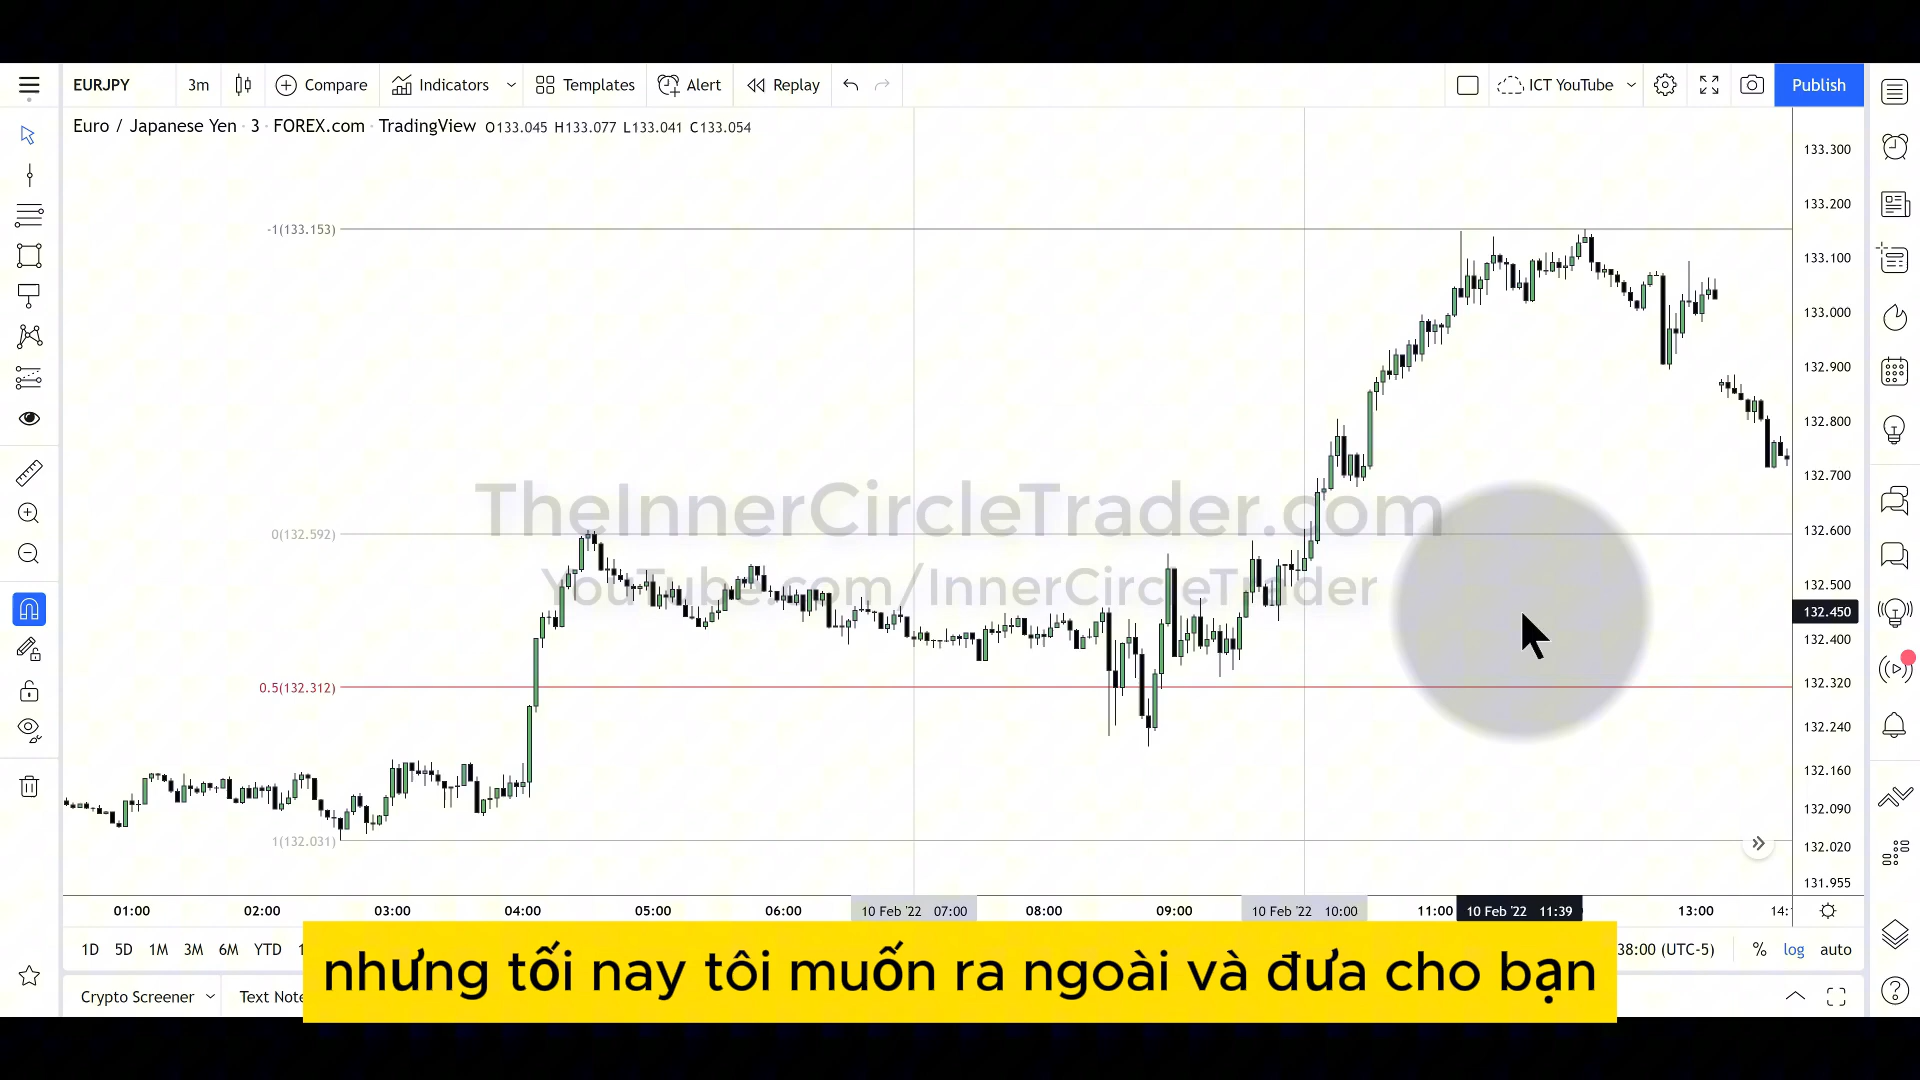 EURJPY 3m Compare Indicators Templates Alert Replay ICT YouTube Publish
Euro / Japanese Yen · 3 · FOREX.com · TradingView O133.045 H133.077 L133.041 C133.054
133.300
133.200
-1(133.153)
133.100
133.000
132.900
132.800
132.700
TheInnerCircleTrader.com
0(132.592)
132.600
YouTube.com/InnerCircleTrader
132.500
132.450
132.400
0.5(132.312)
132.320
132.240
132.160
132.090
1(132.031)
132.020
131.955
01:00 02:00 03:00 04:00 05:00 06:00 10 Feb '22 07:00 08:00 09:00 10 Feb '22 10:00 11:00 10 Feb '22 11:39 13:00 14:
1D 5D 1M 3M 6M YTD 38:00 (UTC-5) % log auto
nhưng tối nay tôi muốn ra ngoài và đưa cho bạn
Crypto Screener Text Note